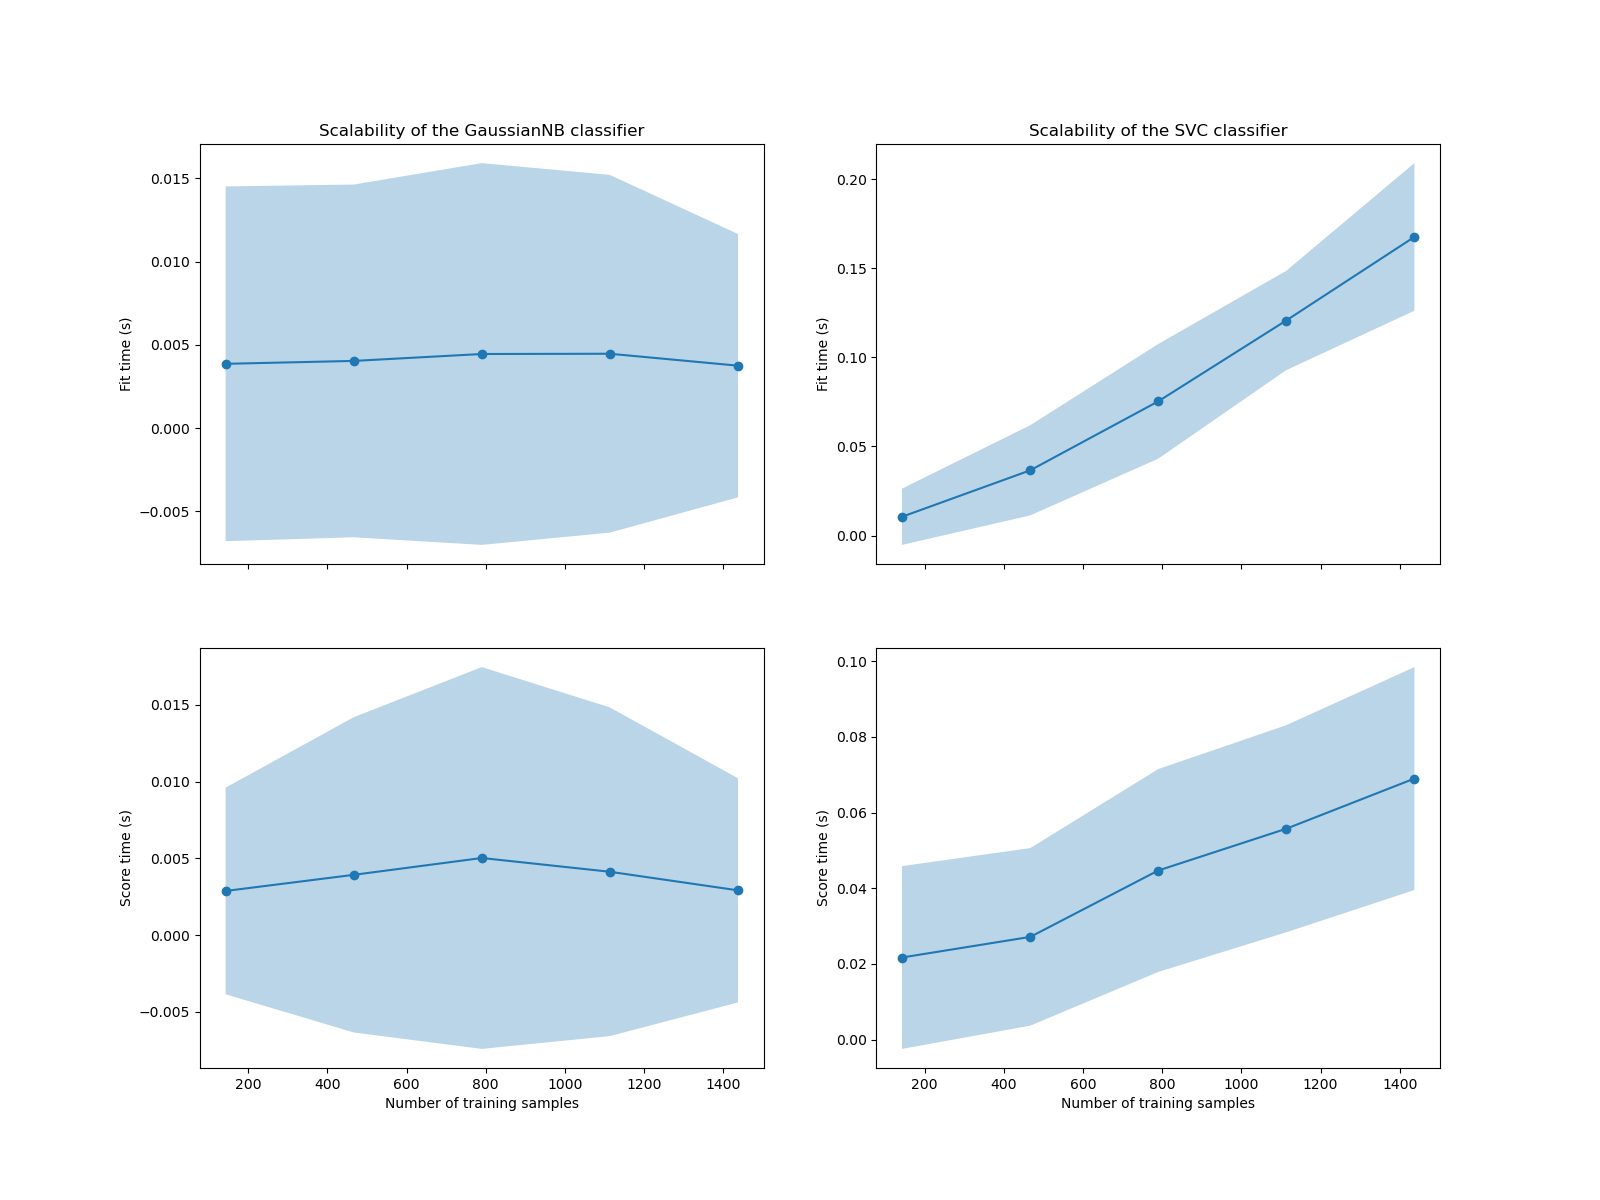 Scalability of the GaussianNB classifier
0.015
0.010
0.005
0.000
−0.005
Fit time (s)
Scalability of the SVC classifier
0.20
0.15
0.10
0.05
0.00
Fit time (s)
0.015
0.010
0.005
0.000
−0.005
Score time (s)
200 400 600 800 1000 1200 1400
Number of training samples
0.10
0.08
0.06
0.04
0.02
0.00
Score time (s)
200 400 600 800 1000 1200 1400
Number of training samples